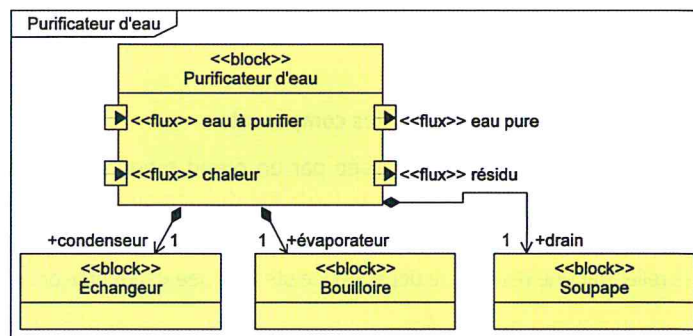 Purificateur d'eau
<<block>>
Purificateur d'eau
<<flux>> eau à purifier
<<flux>> eau pure
<<flux>> chaleur
<<flux>> résidu
+condenseur
1
1
+évaporateur
1
+drain
<<block>>
Échangeur
<<block>>
Bouilloire
<<block>>
Soupape